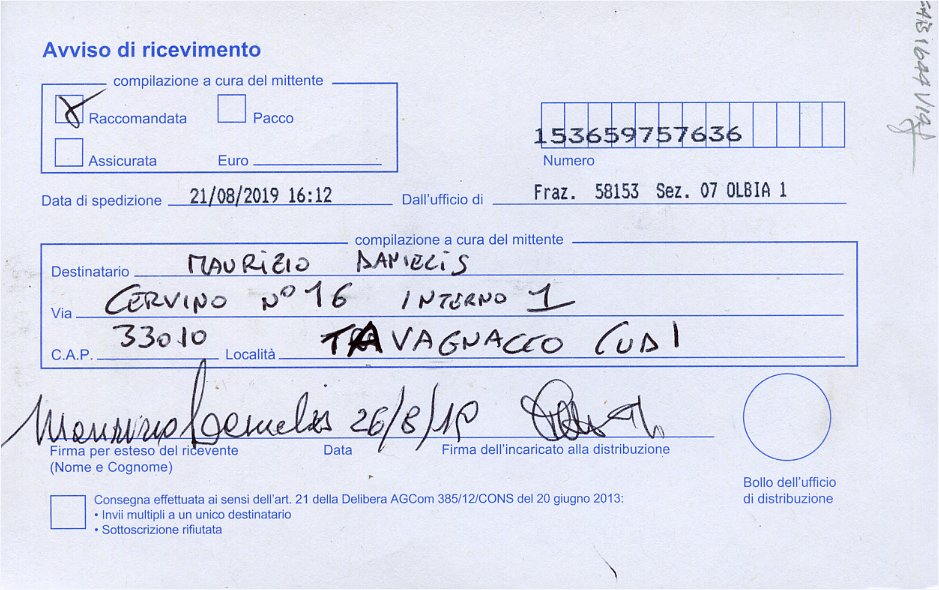 Avviso di ricevimento
compilazione a cura del mittente
Raccomandata
Pacco
Assicurata
Euro
153659757636
Numero
Data di spedizione 21/08/2019 16:12
Dall'ufficio di Fraz. 58153 Sez. 07 OLBIA 1
compilazione a cura del mittente
Destinatario MAURIZIO DANIELIS
Via CERVINO N° 16 INTERNO 1
C.A.P. 33010 Località TAVAGNACCO (UD)
Maurizio Danielis 26/8/19
Firma per esteso del ricevente
(Nome e Cognome)
Data
Firma dell'incaricato alla distribuzione
Bollo dell'ufficio
di distribuzione
Consegna effettuata ai sensi dell'art. 21 della Delibera AGCom 385/12/CONS del 20 giugno 2013:
• Invii multipli a un unico destinatario
• Sottoscrizione rifiutata